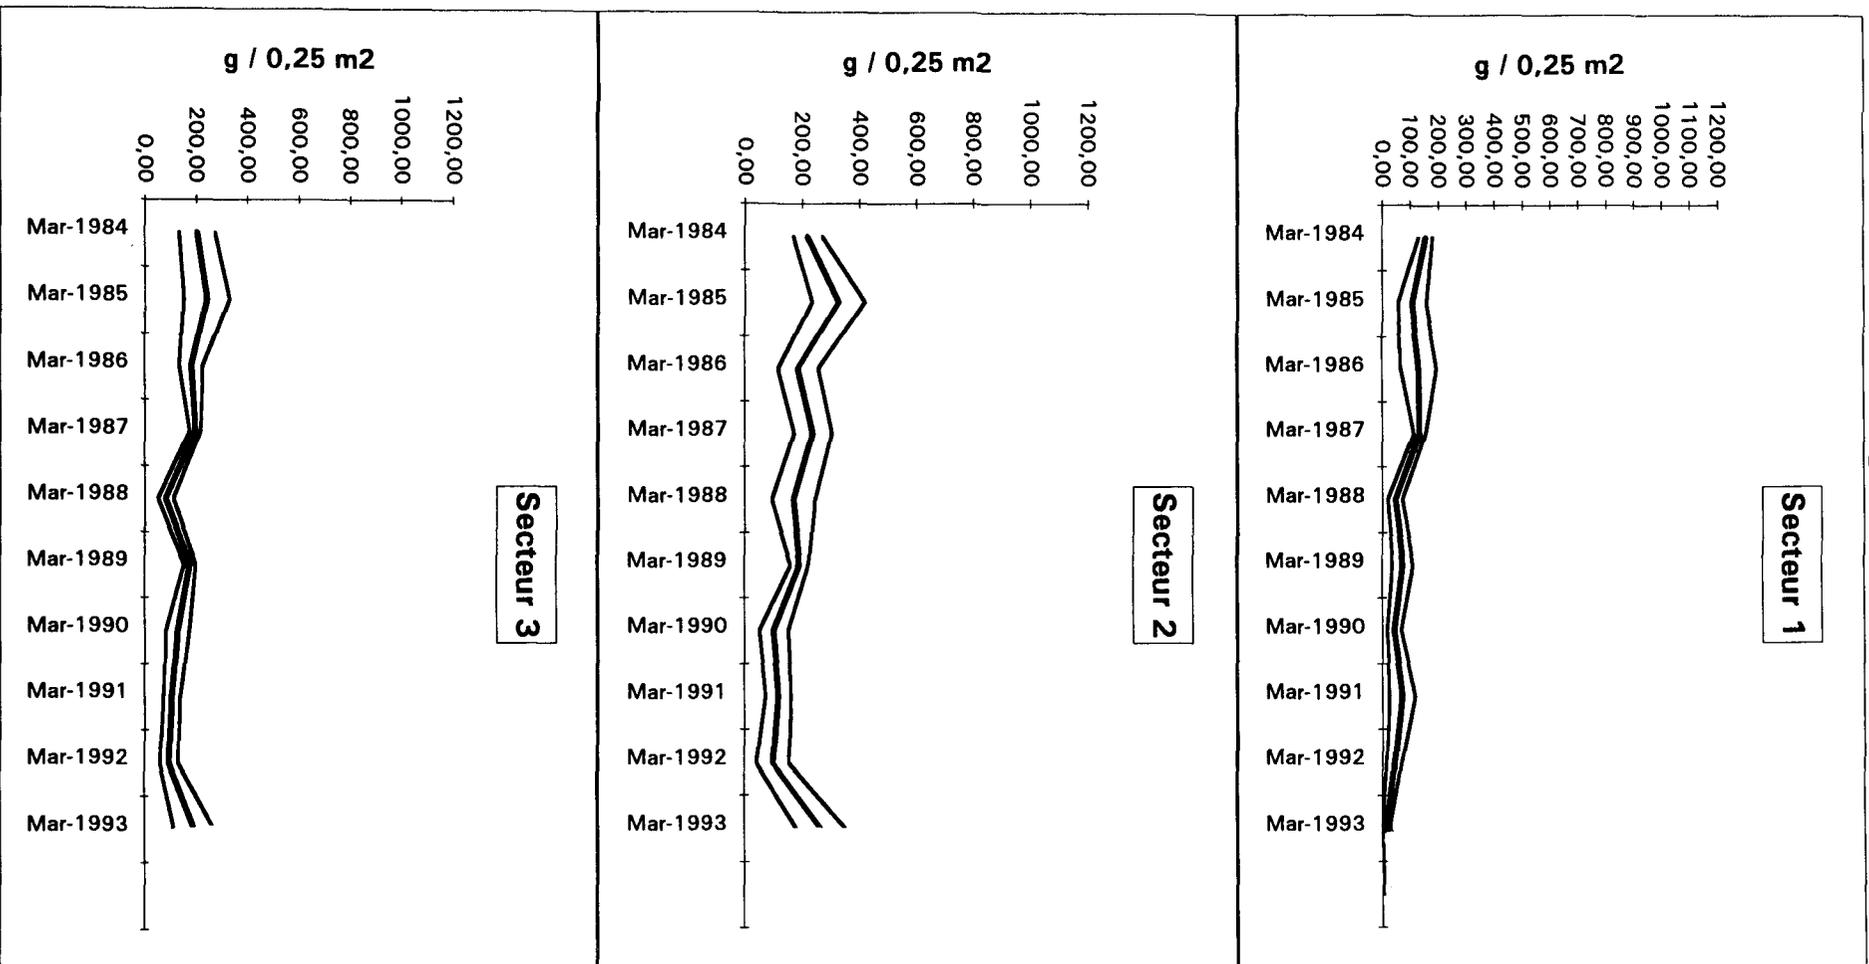 g / 0,25 m2
1200,00
1000,00
800,00
600,00
400,00
200,00
0,00
Mar-1984
Mar-1985
Mar-1986
Mar-1987
Mar-1988
Mar-1989
Mar-1990
Mar-1991
Mar-1992
Mar-1993
Secteur 3
g / 0,25 m2
1200,00
1000,00
800,00
600,00
400,00
200,00
0,00
Mar-1984
Mar-1985
Mar-1986
Mar-1987
Mar-1988
Mar-1989
Mar-1990
Mar-1991
Mar-1992
Mar-1993
Secteur 2
g / 0,25 m2
1200,00
1100,00
1000,00
900,00
800,00
700,00
600,00
500,00
400,00
300,00
200,00
100,00
0,00
Mar-1984
Mar-1985
Mar-1986
Mar-1987
Mar-1988
Mar-1989
Mar-1990
Mar-1991
Mar-1992
Mar-1993
Secteur 1